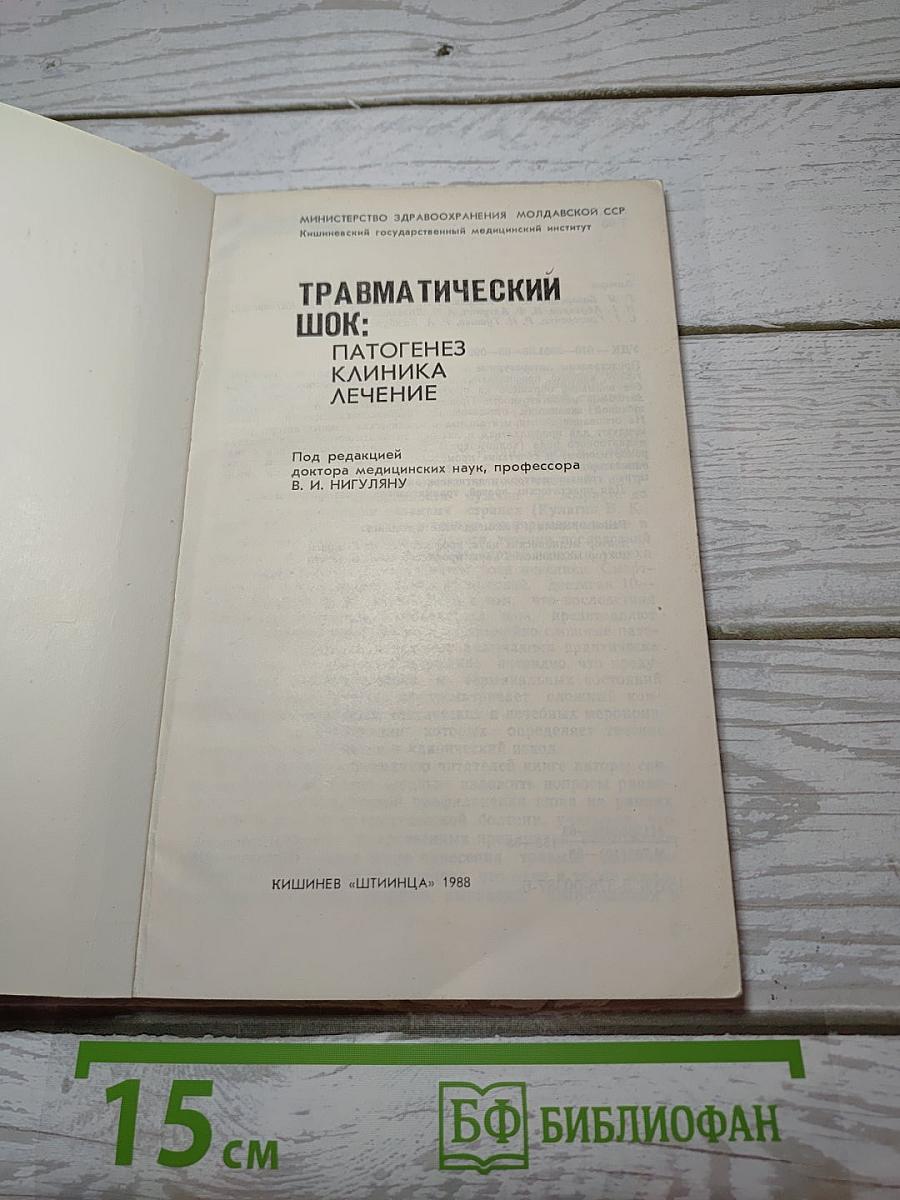 МИНИСТЕРСТВО ЗДРАВООХРАНЕНИЯ МОЛДАВСКОЙ ССР
Кишиневский государственный медицинский институт
ТРАВМАТИЧЕСКИЙ
ШОК:
ПАТОГЕНЕЗ
КЛИНИКА
ЛЕЧЕНИЕ
Под редакцией
доктора медицинских наук, профессора
В. И. НИГУЛЯНУ
КИШИНЕВ «ШТИИНЦА» 1988
15 см
БФ БИБЛИОФАН